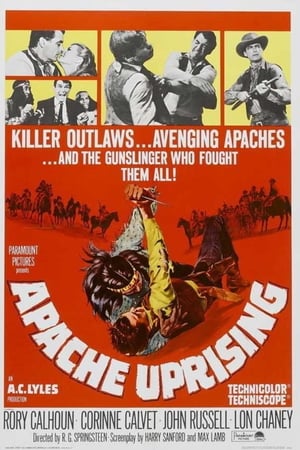 KILLER OUTLAWS...AVENGING APACHES
...AND THE GUNSLINGER WHO FOUGHT
THEM ALL!
PARAMOUNT
PICTURES
presents
APACHE UPRISING
AN
A.C. LYLES
PRODUCTION
TECHNICOLOR®
TECHNISCOPE®
RORY CALHOUN · CORINNE CALVET · JOHN RUSSELL · LON CHANEY
Directed by R. G. SPRINGSTEEN · Screenplay by HARRY SANFORD and MAX LAMB